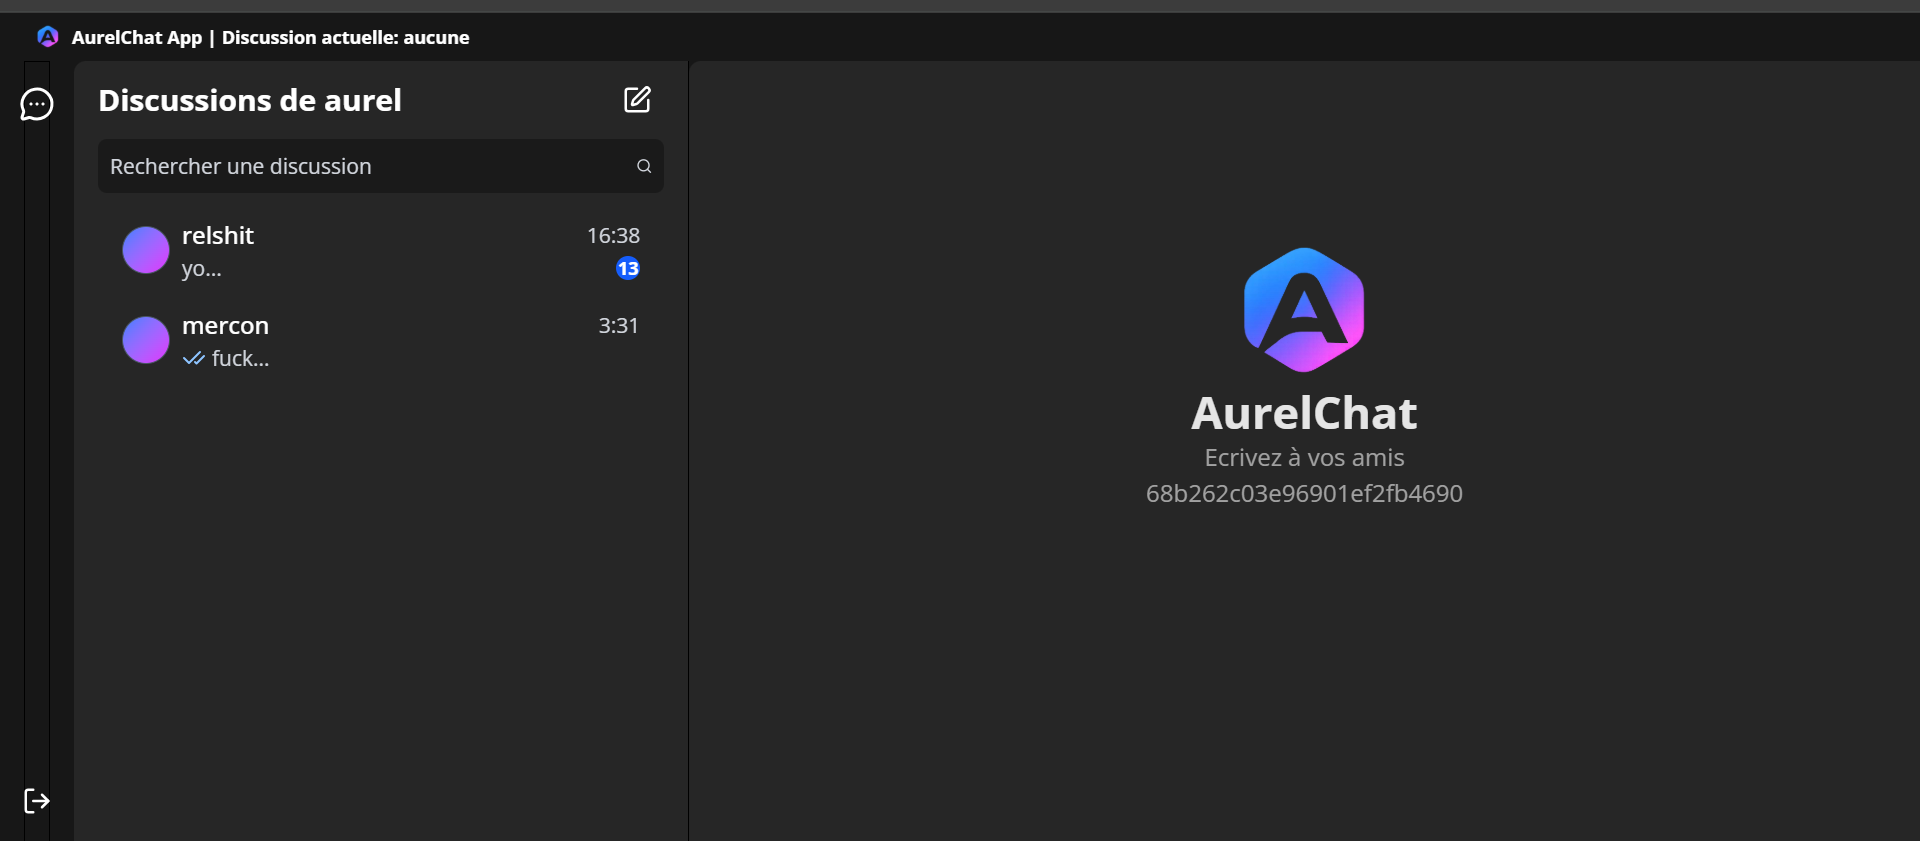 AurelChat App | Discussion actuelle: aucune
Discussions de aurel
Rechercher une discussion
relshit 16:38
yo... 13
mercon 3:31
fuck...
AurelChat
Ecrivez à vos amis
68b262c03e96901ef2fb4690